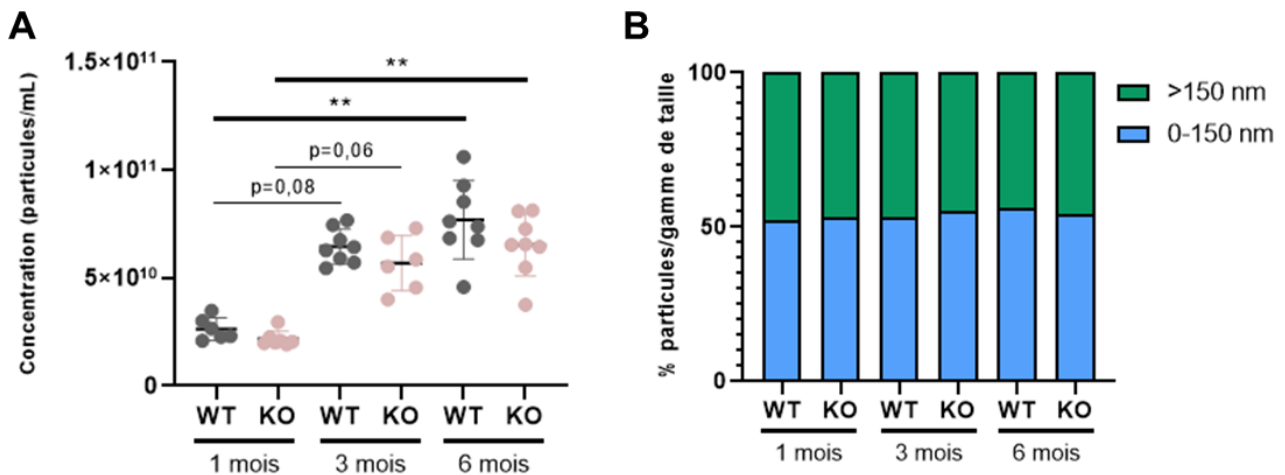 A
Concentration (particules/mL)
1.5×10¹¹
1×10¹¹
5×10¹⁰
0
**
**
p=0,06
p=0,08
WT KO WT KO WT KO
1 mois 3 mois 6 mois
B
% particules/gamme de taille
100
50
0
>150 nm
0-150 nm
WT KO WT KO WT KO
1 mois 3 mois 6 mois